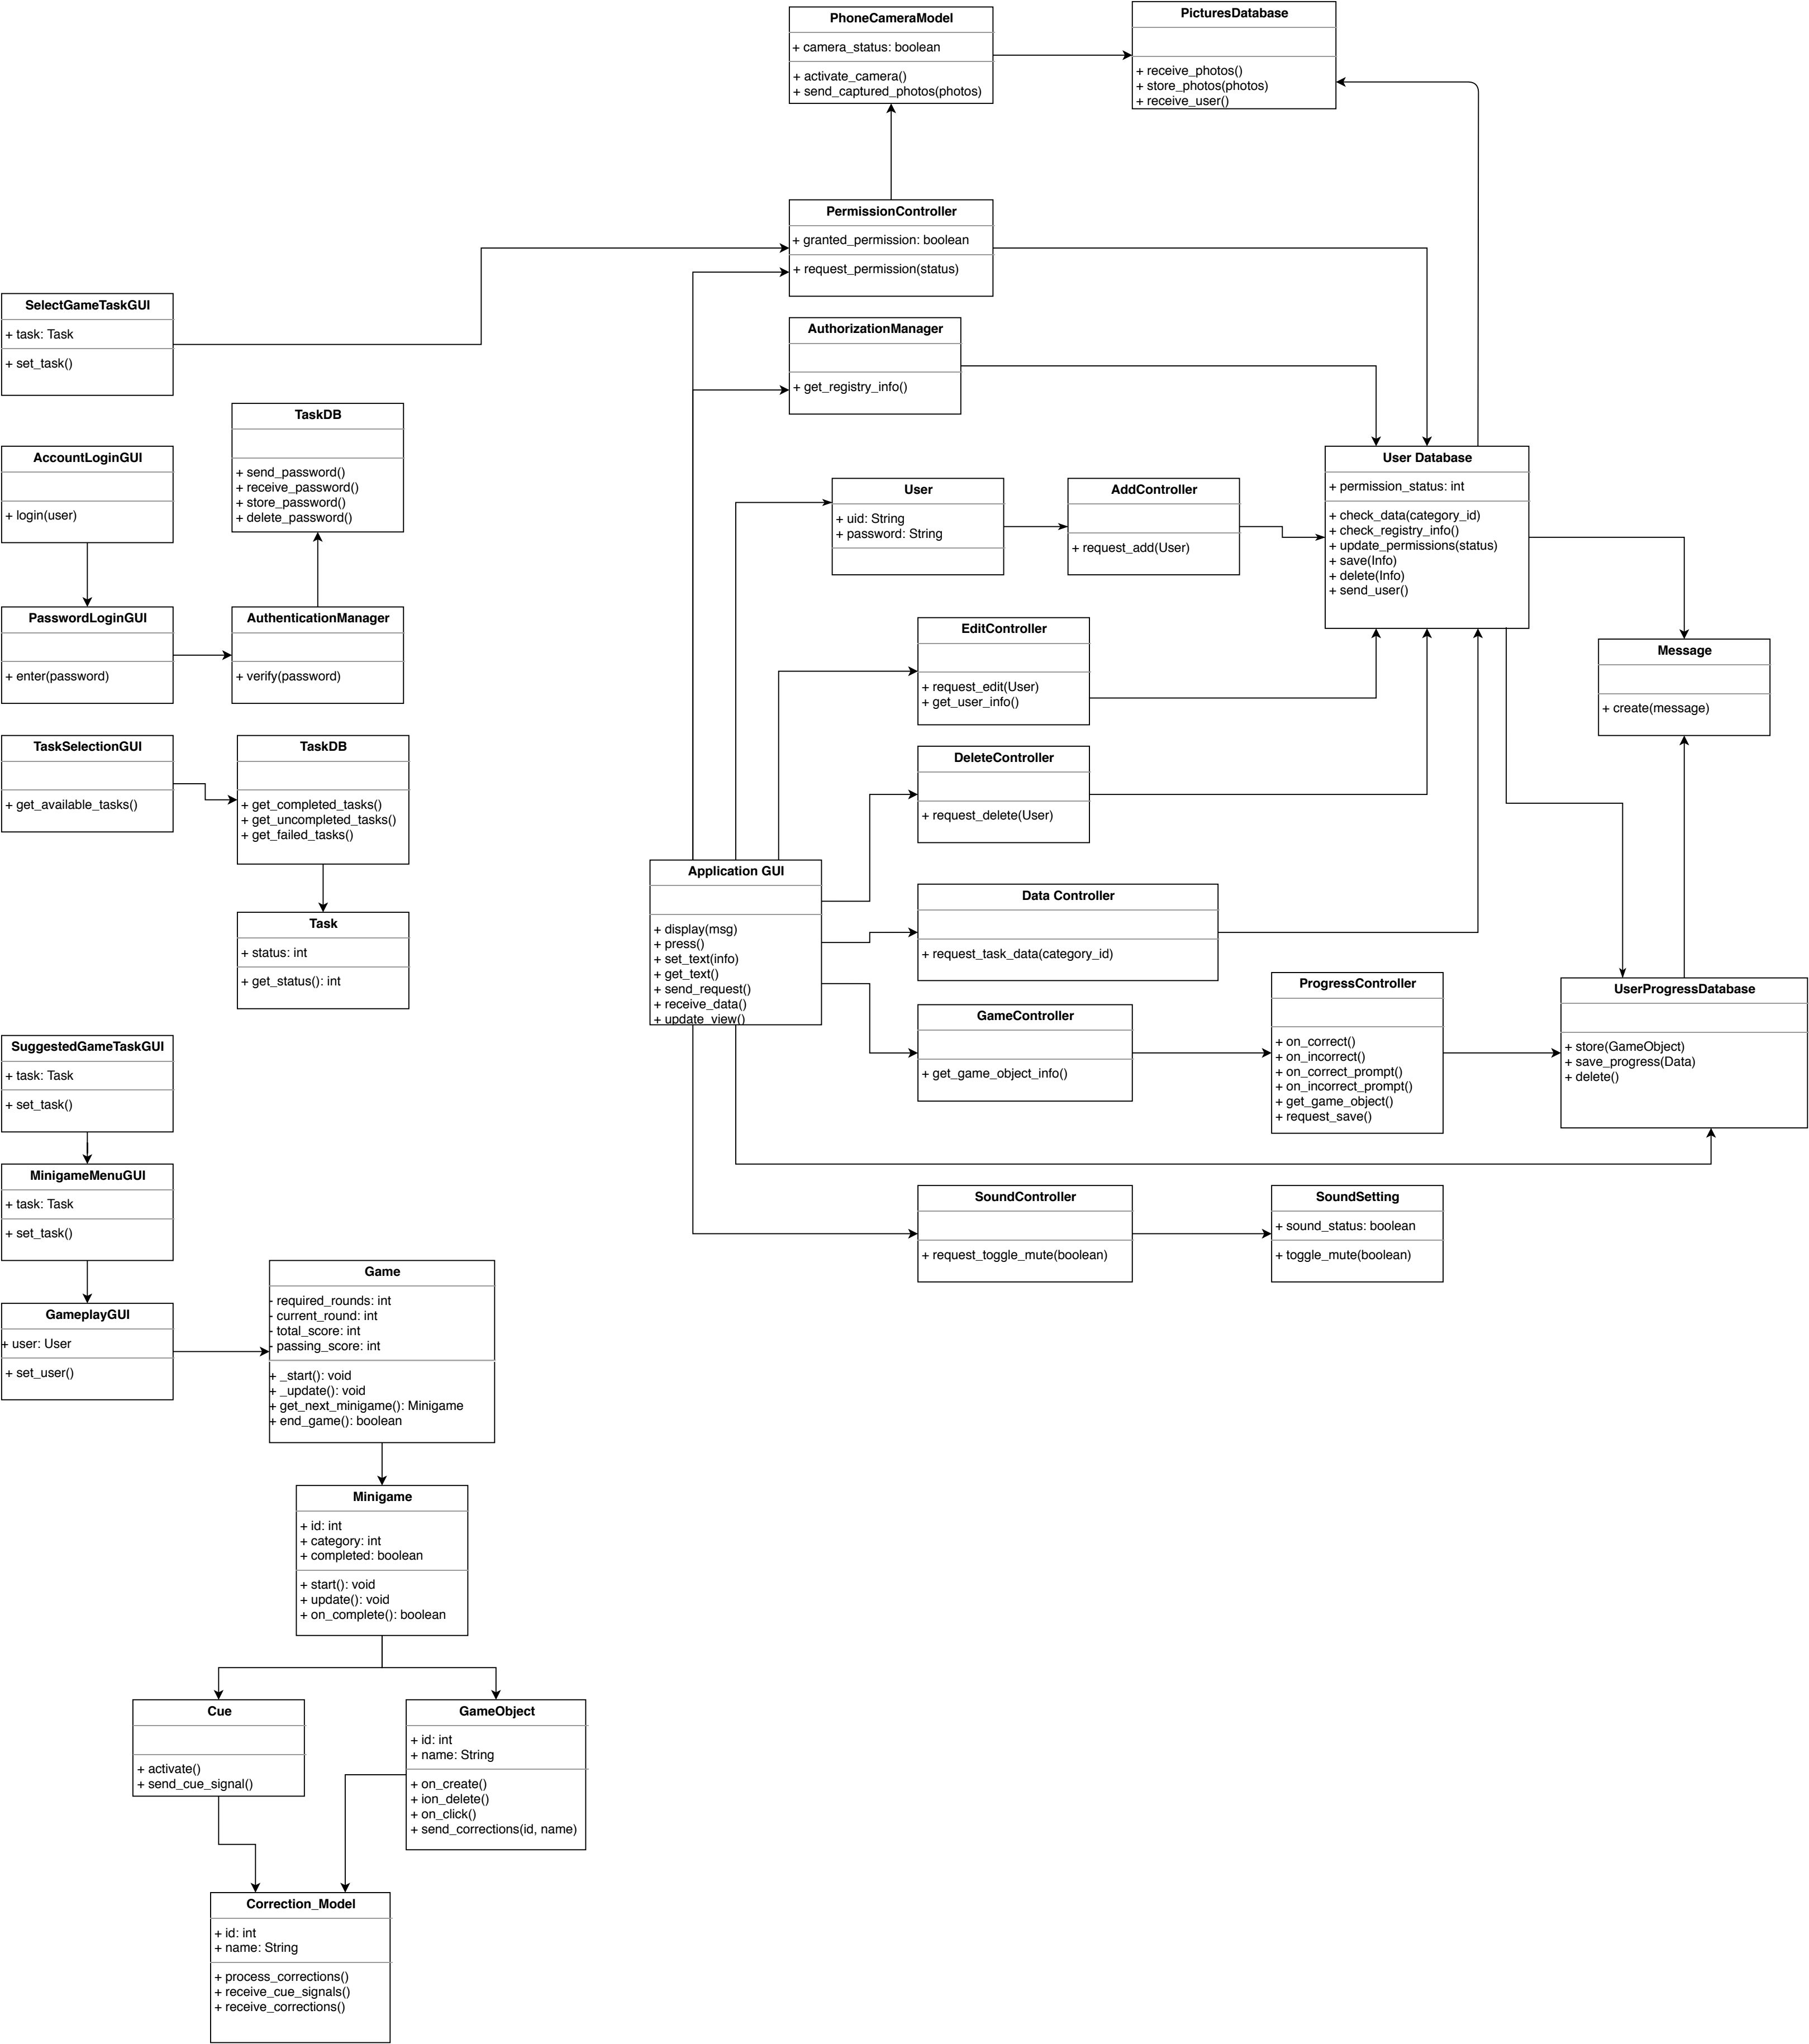 PhoneCameraModel
+ camera_status: boolean
+ activate_camera()
+ send_captured_photos(photos)
PicturesDatabase
+ receive_photos()
+ store_photos(photos)
+ receive_user()
PermissionController
+ granted_permission: boolean
+ request_permission(status)
SelectGameTaskGUI
+ task: Task
+ set_task()
AuthorizationManager
+ get_registry_info()
TaskDB
+ send_password()
+ receive_password()
+ store_password()
+ delete_password()
AccountLoginGUI
+ login(user)
User
+ uid: String
+ password: String
AddController
+ request_add(User)
User Database
+ permission_status: int
+ check_data(category_id)
+ check_registry_info()
+ update_permissions(status)
+ save(Info)
+ delete(Info)
+ send_user()
PasswordLoginGUI
+ enter(password)
AuthenticationManager
+ verify(password)
EditController
+ request_edit(User)
+ get_user_info()
Message
+ create(message)
TaskSelectionGUI
+ get_available_tasks()
TaskDB
+ get_completed_tasks()
+ get_uncompleted_tasks()
+ get_failed_tasks()
DeleteController
+ request_delete(User)
Application GUI
+ display(msg)
+ press()
+ set_text(info)
+ get_text()
+ send_request()
+ receive_data()
+ update_view()
Data Controller
+ request_task_data(category_id)
Task
+ status: int
+ get_status(): int
GameController
+ get_game_object_info()
ProgressController
+ on_correct()
+ on_incorrect()
+ on_correct_prompt()
+ on_incorrect_prompt()
+ get_game_object()
+ request_save()
UserProgressDatabase
+ store(GameObject)
+ save_progress(Data)
+ delete()
SuggestedGameTaskGUI
+ task: Task
+ set_task()
MinigameMenuGUI
+ task: Task
+ set_task()
SoundController
+ request_toggle_mute(boolean)
SoundSetting
+ sound_status: boolean
+ toggle_mute(boolean)
GameplayGUI
+ user: User
+ set_user()
Game
- required_rounds: int
- current_round: int
- total_score: int
- passing_score: int
+ _start(): void
+ _update(): void
+ get_next_minigame(): Minigame
+ end_game(): boolean
Minigame
+ id: int
+ category: int
+ completed: boolean
+ start(): void
+ update(): void
+ on_complete(): boolean
Cue
+ activate()
+ send_cue_signal()
GameObject
+ id: int
+ name: String
+ on_create()
+ ion_delete()
+ on_click()
+ send_corrections(id, name)
Correction_Model
+ id: int
+ name: String
+ process_corrections()
+ receive_cue_signals()
+ receive_corrections()